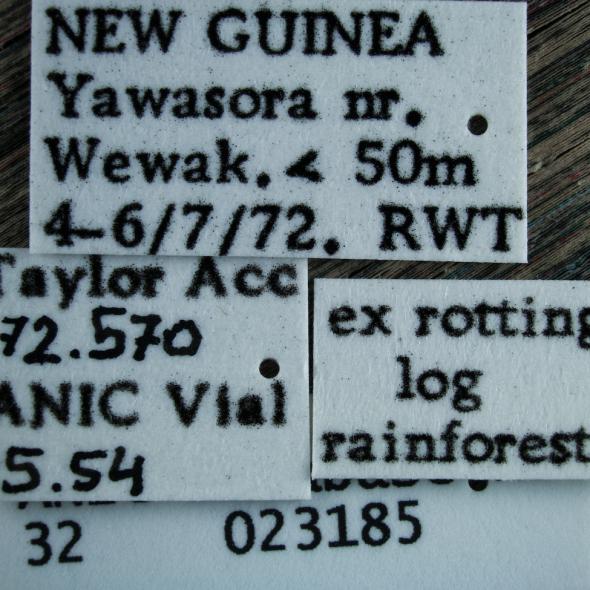 NEW GUINEA
Yawasora nr.
Wewak. < 50m
4-6/7/72. RWT
Taylor Acc
72.570
ANIC Vial
5.54
ex rotting
log
rainforest
32 023185